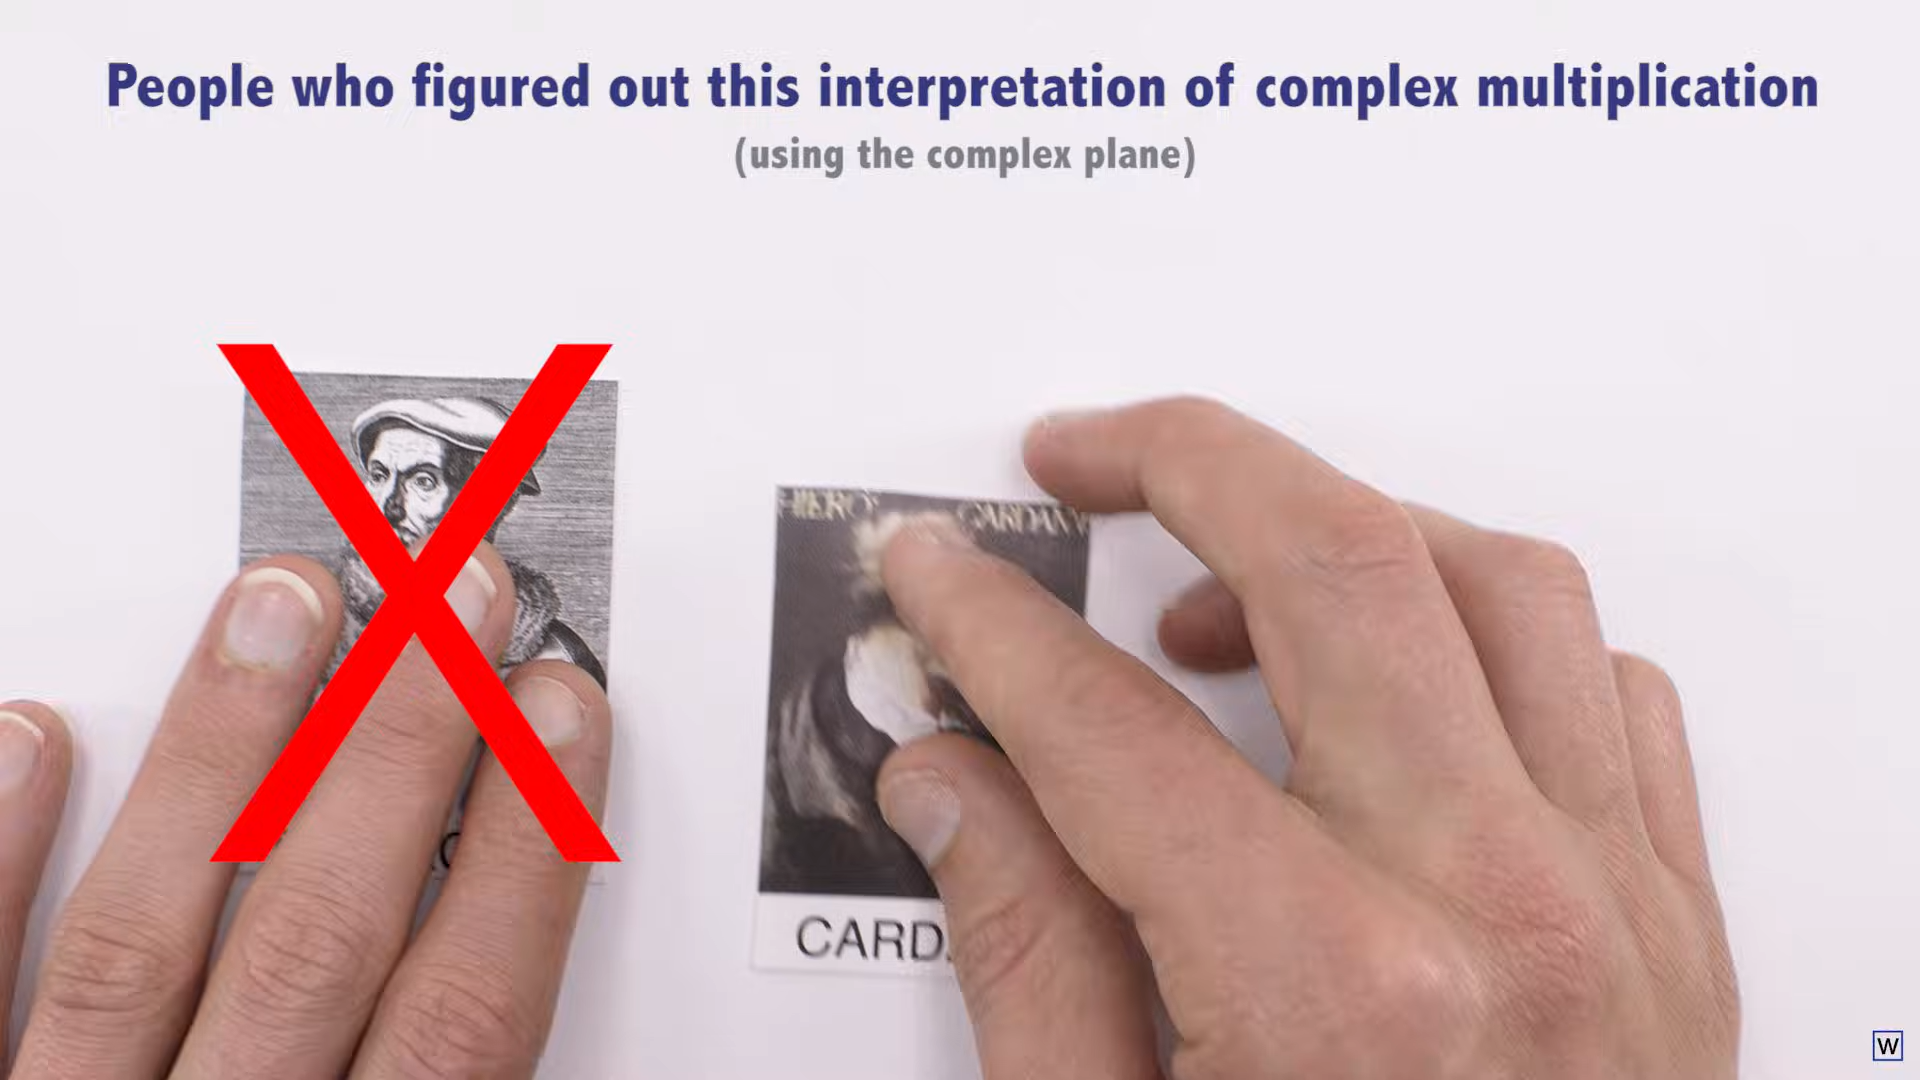 People who figured out this interpretation of complex multiplication
(using the complex plane)
CARD
W